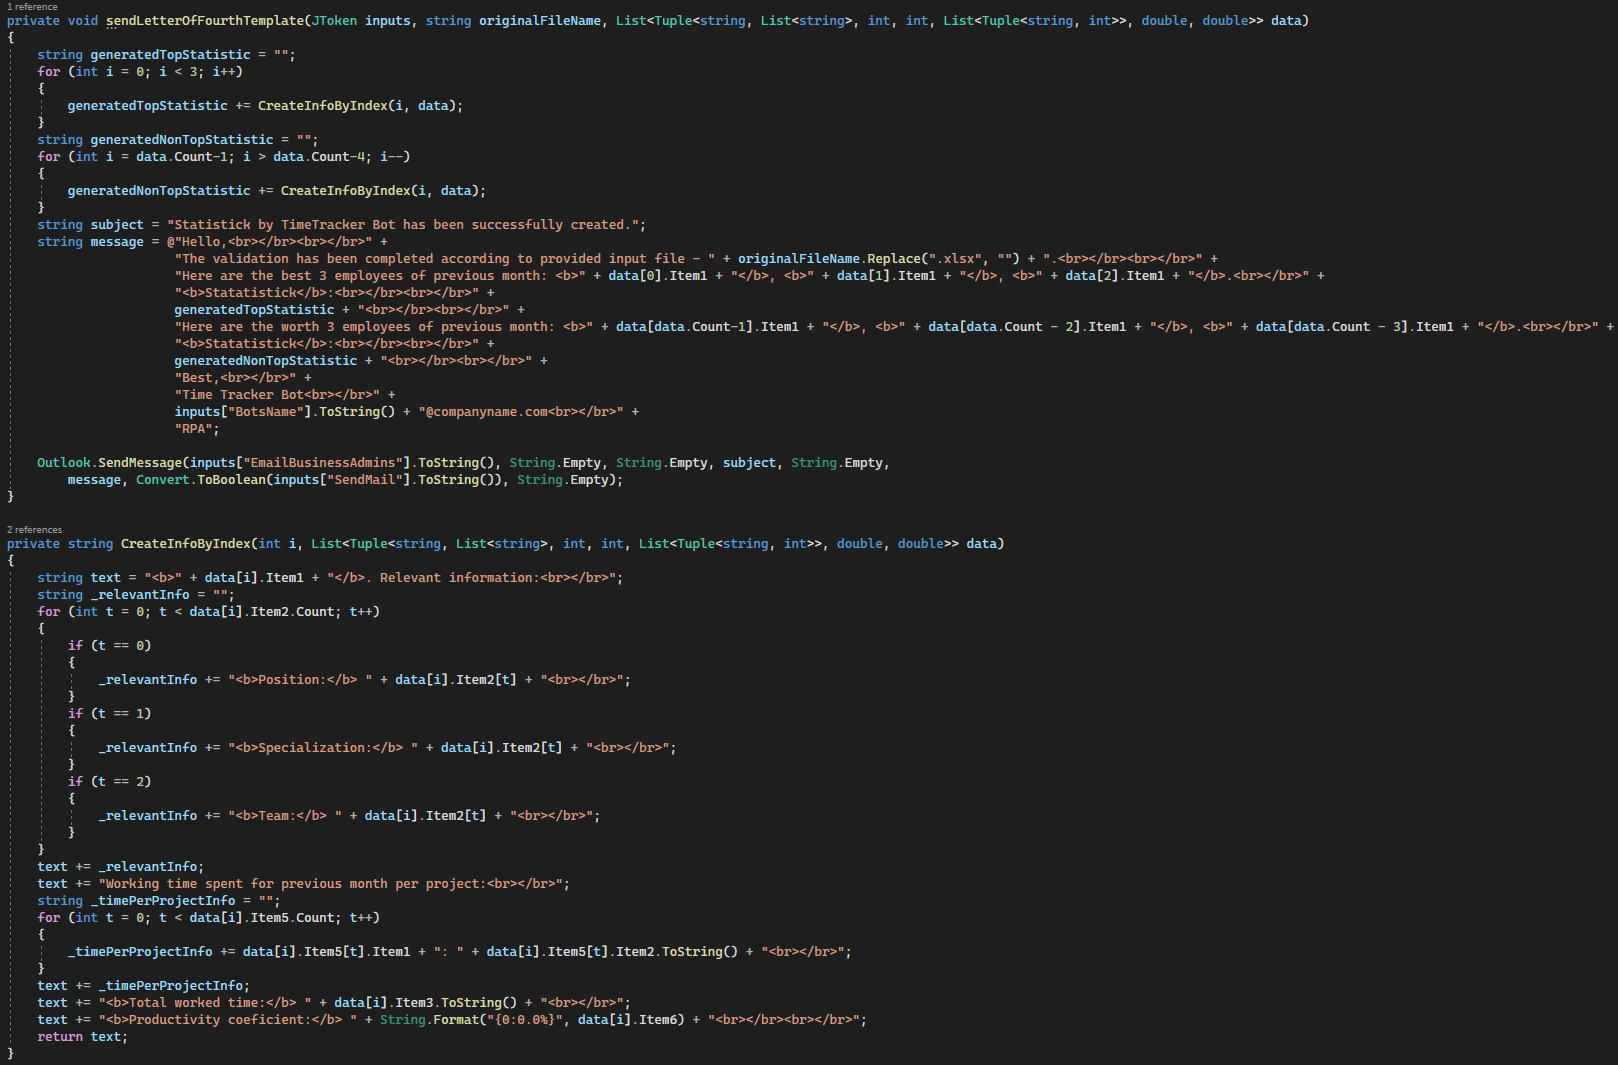 1 reference
private void sendLetterOfFourthTemplate(JToken inputs, string originalFileName, List<Tuple<string, List<string>, int, int, List<Tuple<string, int>>, double, double>> data)
{
string generatedTopStatistic = "";
for (int i = 0; i < 3; i++)
{
generatedTopStatistic += CreateInfoByIndex(i, data);
}
string generatedNonTopStatistic = "";
for (int i = data.Count-1; i > data.Count-4; i--)
{
generatedNonTopStatistic += CreateInfoByIndex(i, data);
}
string subject = "Statistick by TimeTracker Bot has been successfully created.";
string message = @"Hello,<br></br><br></br>" +
"The validation has been completed according to provided input file - " + originalFileName.Replace(".xlsx", "") + ".<br></br><br></br>" +
"Here are the best 3 employees of previous month: <b>" + data[0].Item1 + "</b>, <b>" + data[1].Item1 + "</b>, <b>" + data[2].Item1 + "</b>.<br></br>" +
"<b>Statatistick</b>:<br></br><br></br>" +
generatedTopStatistic + "<br></br><br></br>" +
"Here are the worth 3 employees of previous month: <b>" + data[data.Count-1].Item1 + "</b>, <b>" + data[data.Count - 2].Item1 + "</b>, <b>" + data[data.Count - 3].Item1 + "</b>.<br></br>" +
"<b>Statatistick</b>:<br></br><br></br>" +
generatedNonTopStatistic + "<br></br><br></br>" +
"Best,<br></br>" +
"Time Tracker Bot<br></br>" +
inputs["BotsName"].ToString() + "@companyname.com<br></br>" +
"RPA";
Outlook.SendMessage(inputs["EmailBusinessAdmins"].ToString(), String.Empty, String.Empty, subject, String.Empty,
message, Convert.ToBoolean(inputs["SendMail"].ToString()), String.Empty);
}
2 references
private string CreateInfoByIndex(int i, List<Tuple<string, List<string>, int, int, List<Tuple<string, int>>, double, double>> data)
{
string text = "<b>" + data[i].Item1 + "</b>. Relevant information:<br></br>";
string _relevantInfo = "";
for (int t = 0; t < data[i].Item2.Count; t++)
{
if (t == 0)
{
_relevantInfo += "<b>Position:</b> " + data[i].Item2[t] + "<br></br>";
}
if (t == 1)
{
_relevantInfo += "<b>Specialization:</b> " + data[i].Item2[t] + "<br></br>";
}
if (t == 2)
{
_relevantInfo += "<b>Team:</b> " + data[i].Item2[t] + "<br></br>";
}
}
text += _relevantInfo;
text += "Working time spent for previous month per project:<br></br>";
string _timePerProjectInfo = "";
for (int t = 0; t < data[i].Item5.Count; t++)
{
_timePerProjectInfo += data[i].Item5[t].Item1 + ": " + data[i].Item5[t].Item2.ToString() + "<br></br>";
}
text += _timePerProjectInfo;
text += "<b>Total worked time:</b> " + data[i].Item3.ToString() + "<br></br>";
text += "<b>Productivity coeficient:</b> " + String.Format("{0:0.0%}", data[i].Item6) + "<br></br><br></br>";
return text;
}